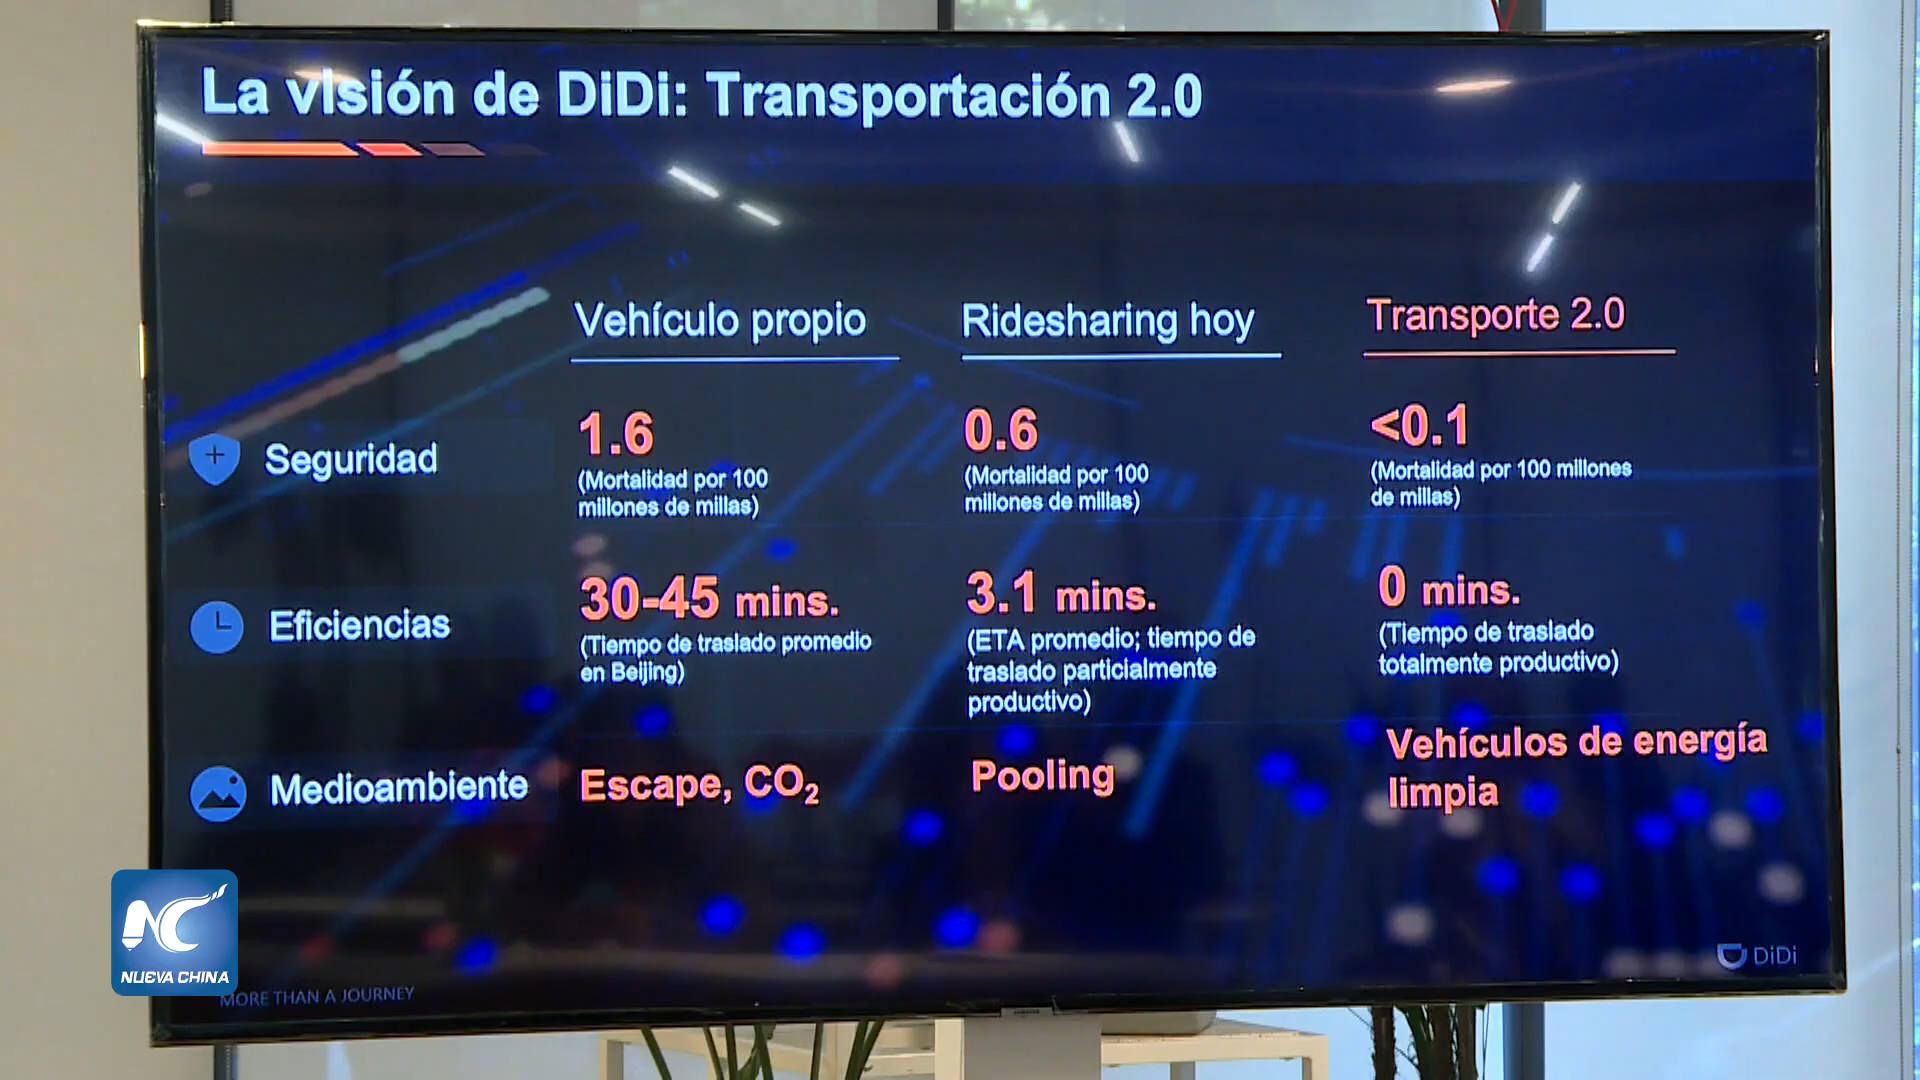 La visión de DiDi: Transportación 2.0
Vehículo propio
Ridesharing hoy
Transporte 2.0
Seguridad
1.6
(Mortalidad por 100
millones de millas)
0.6
(Mortalidad por 100
millones de millas)
<0.1
(Mortalidad por 100 millones
de millas)
Eficiencias
30-45 mins.
(Tiempo de traslado promedio
en Beijing)
3.1 mins.
(ETA promedio; tiempo de
traslado particialmente
productivo)
0 mins.
(Tiempo de traslado
totalmente productivo)
Medioambiente
Escape, CO₂
Pooling
Vehículos de energía
limpia
DiDi
NC
NUEVA CHINA
MORE THAN A JOURNEY
SAMSUNG